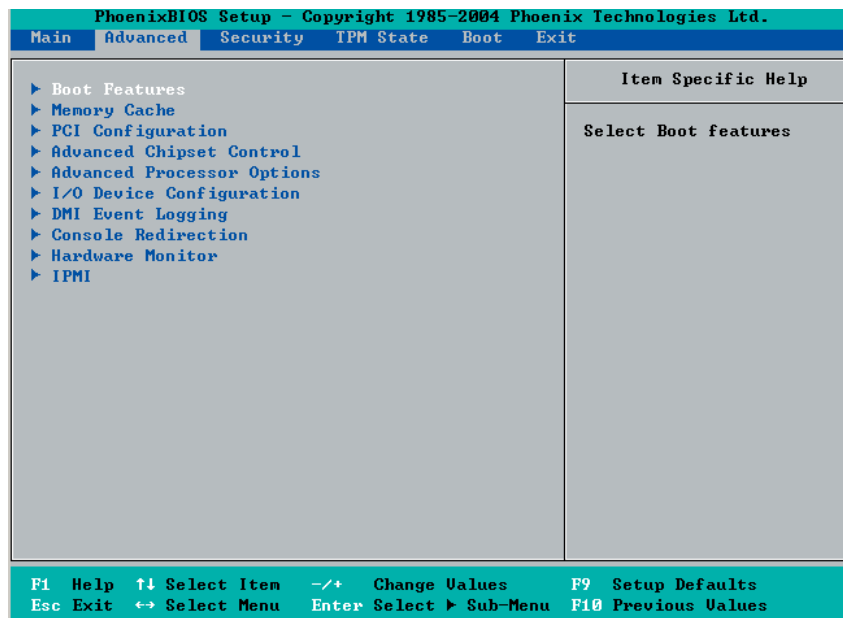 PhoenixBIOS Setup - Copyright 1985-2004 Phoenix Technologies Ltd.
Main Advanced Security TPM State Boot Exit
Item Specific Help
Boot Features
Memory Cache
PCI Configuration
Advanced Chipset Control
Advanced Processor Options
I/O Device Configuration
DMI Event Logging
Console Redirection
Hardware Monitor
IPMI
Select Boot features
F1 Help ↑↓ Select Item -/+ Change Values F9 Setup Defaults
Esc Exit ↔ Select Menu Enter Select ▶ Sub-Menu F10 Previous Values